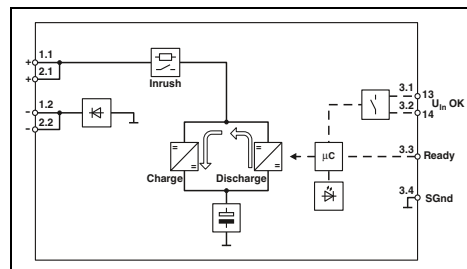 + 1.1
+ 2.1
Inrush
- 1.2
- 2.2
3.1 13
U_In OK
3.2 14
= =
Charge
= =
Discharge
µC
3.3 Ready
3.4 SGnd